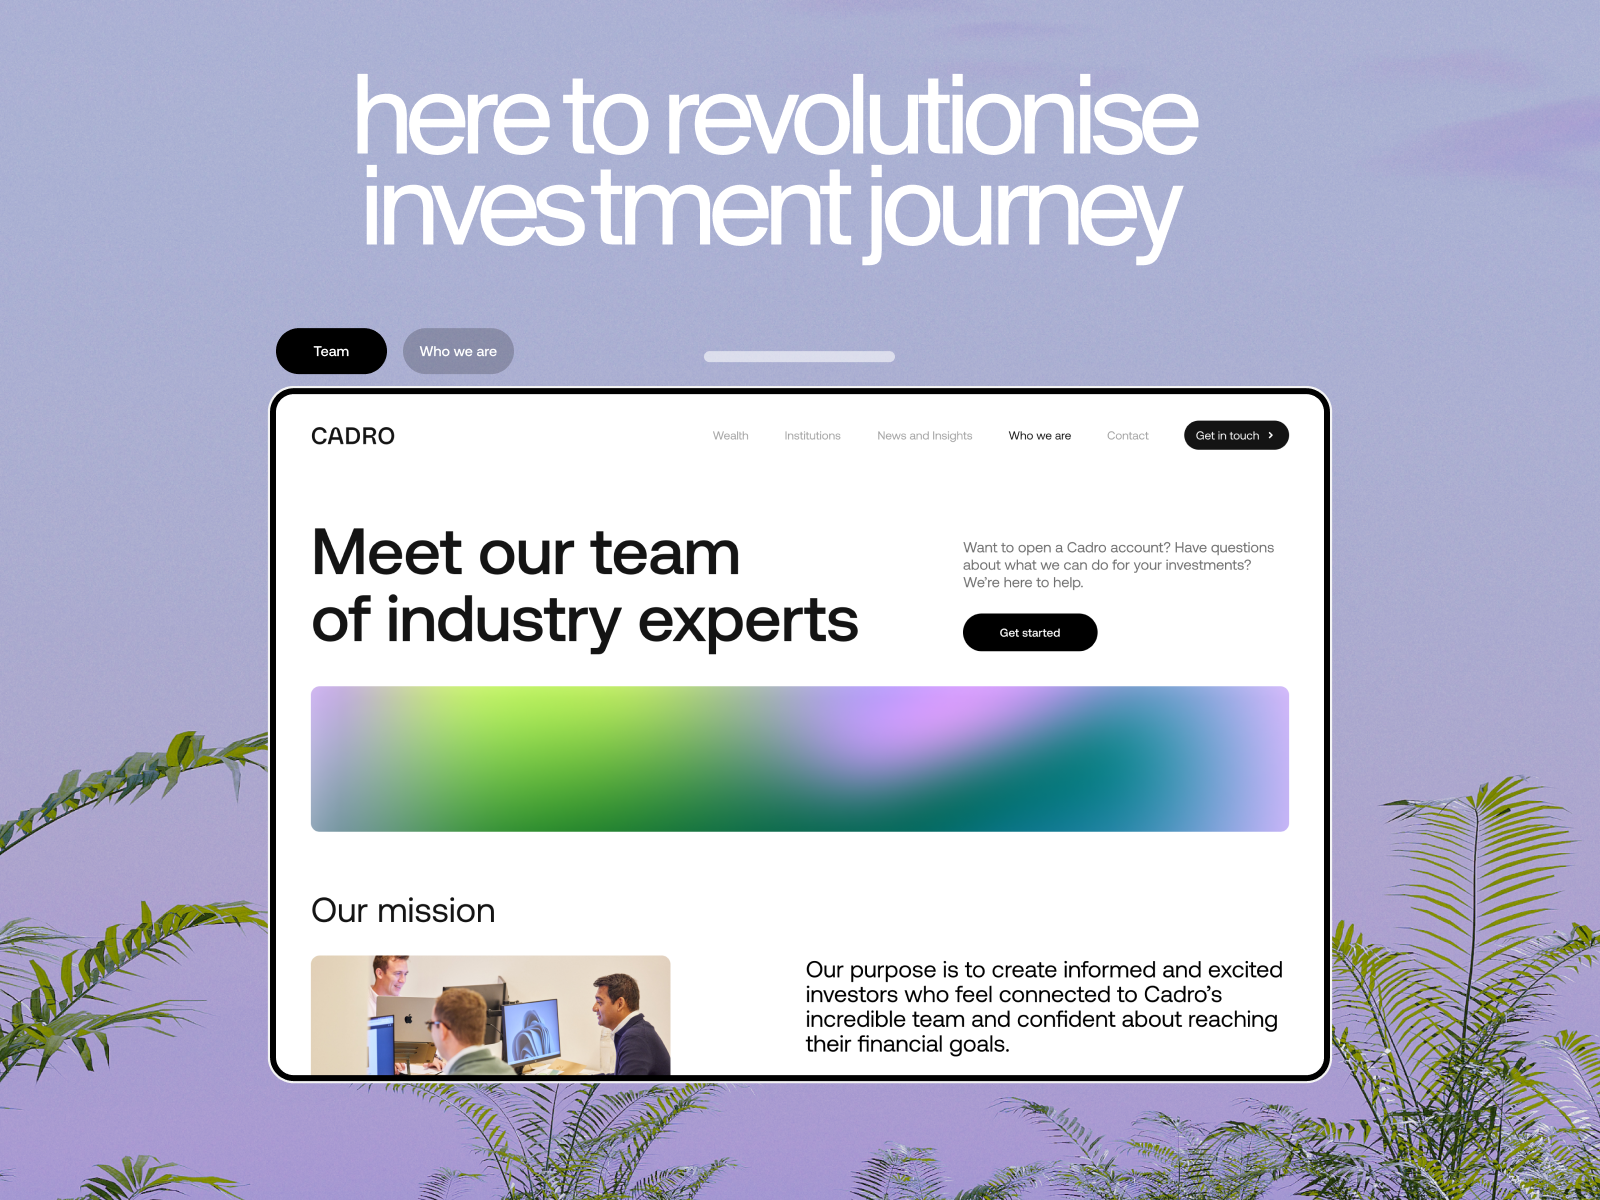 here to revolutionise
investment journey
Team
Who we are
CADRO
Wealth
Institutions
News and Insights
Who we are
Contact
Get in touch
Meet our team
of industry experts
Want to open a Cadro account? Have questions
about what we can do for your investments?
We’re here to help.
Get started
Our mission
Our purpose is to create informed and excited
investors who feel connected to Cadro’s
incredible team and confident about reaching
their financial goals.